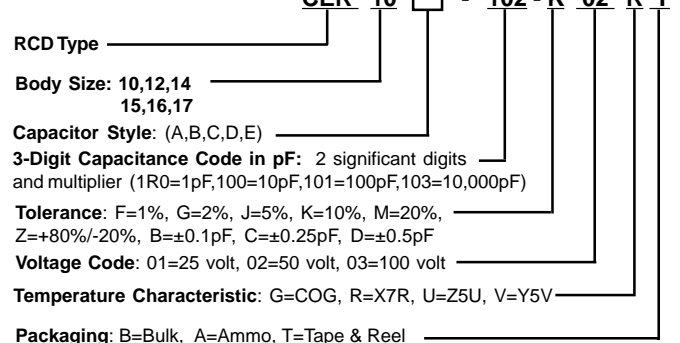 CER 10 - 102 - K 02 R T
RCD Type
Body Size: 10,12,14
15,16,17
Capacitor Style: (A,B,C,D,E)
3-Digit Capacitance Code in pF: 2 significant digits
and multiplier (1R0=1pF,100=10pF,101=100pF,103=10,000pF)
Tolerance: F=1%, G=2%, J=5%, K=10%, M=20%,
Z=+80%/-20%, B=±0.1pF, C=±0.25pF, D=±0.5pF
Voltage Code: 01=25 volt, 02=50 volt, 03=100 volt
Temperature Characteristic: G=COG, R=X7R, U=Z5U, V=Y5V
Packaging: B=Bulk, A=Ammo, T=Tape & Reel